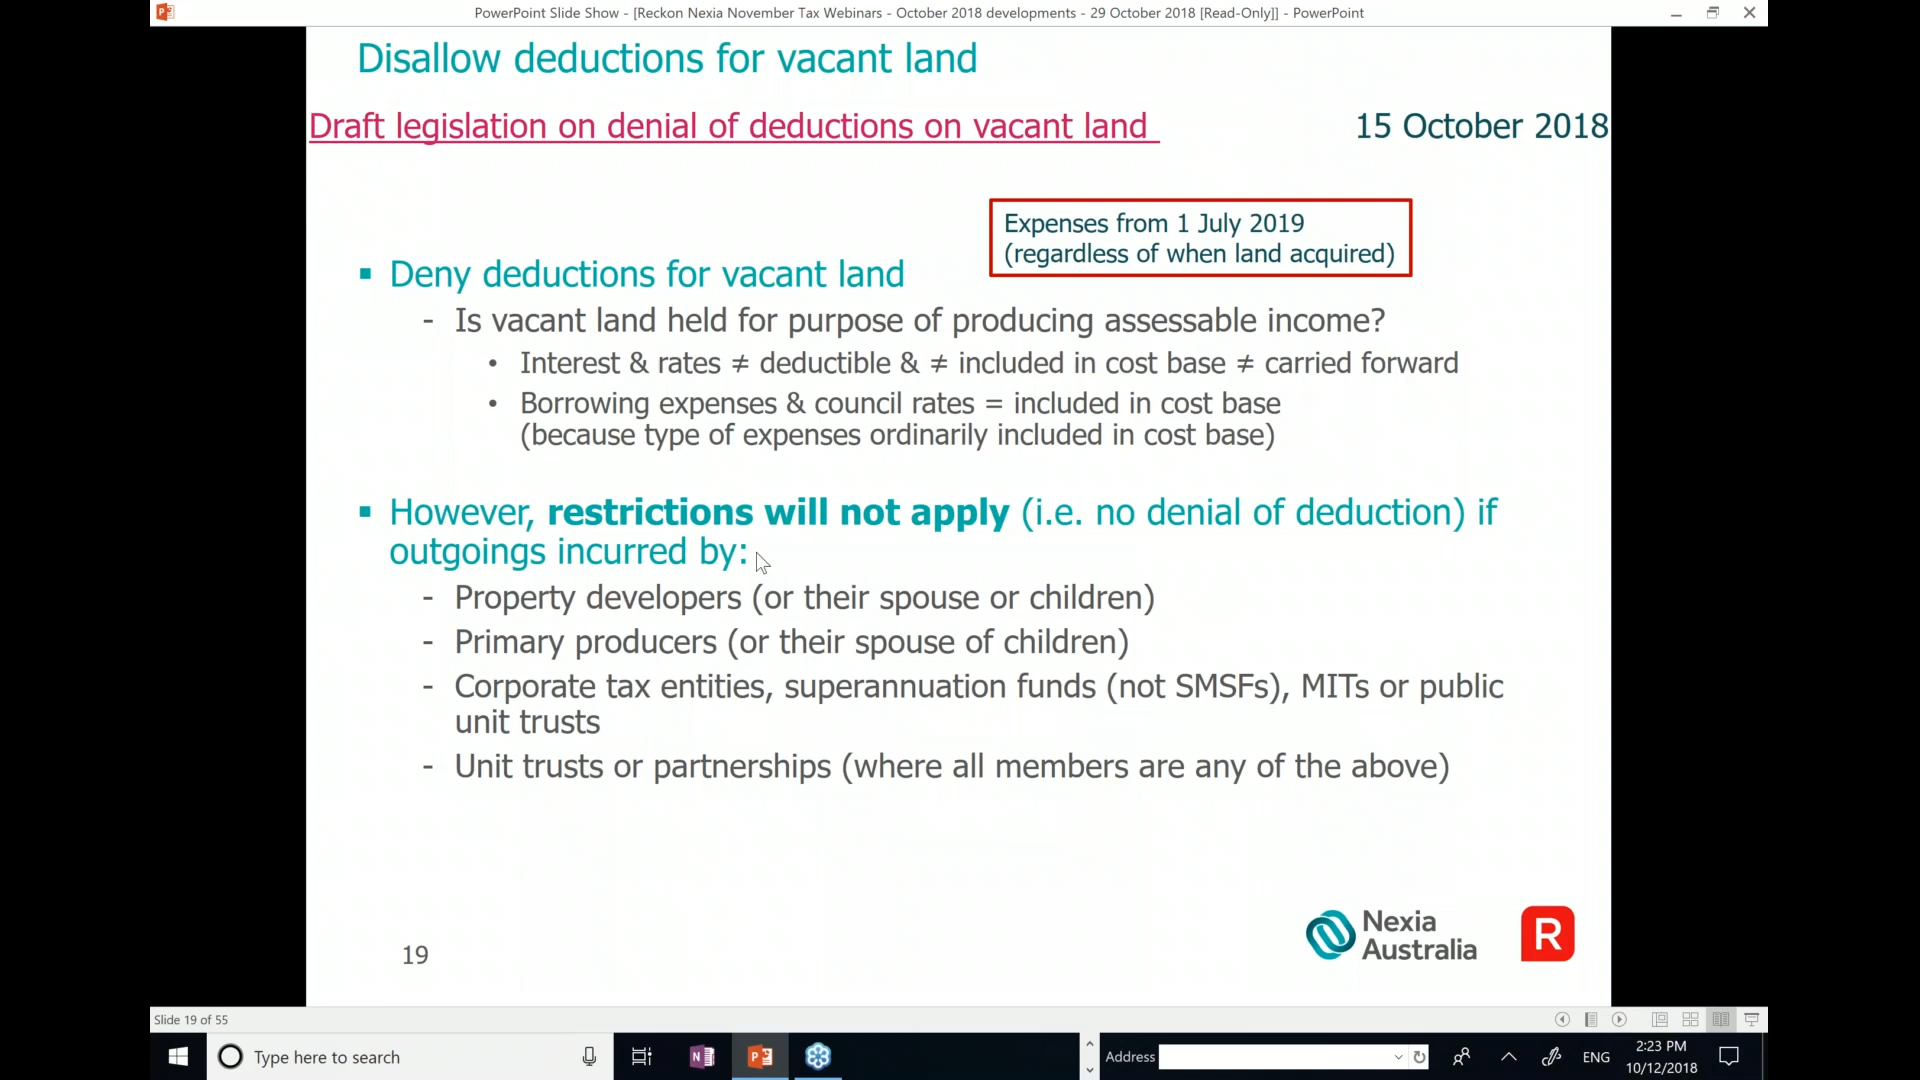 PowerPoint Slide Show - [Reckon Nexia November Tax Webinars - October 2018 developments - 29 October 2018 [Read-Only]] - PowerPoint
Disallow deductions for vacant land
Draft legislation on denial of deductions on vacant land
15 October 2018
Expenses from 1 July 2019
(regardless of when land acquired)
▪ Deny deductions for vacant land
- Is vacant land held for purpose of producing assessable income?
• Interest & rates ≠ deductible & ≠ included in cost base ≠ carried forward
• Borrowing expenses & council rates = included in cost base
(because type of expenses ordinarily included in cost base)
▪ However, restrictions will not apply (i.e. no denial of deduction) if
outgoings incurred by:
- Property developers (or their spouse or children)
- Primary producers (or their spouse of children)
- Corporate tax entities, superannuation funds (not SMSFs), MITs or public
unit trusts
- Unit trusts or partnerships (where all members are any of the above)
19
Nexia
Australia
R
Slide 19 of 55
Type here to search
Address
ENG
2:23 PM
10/12/2018